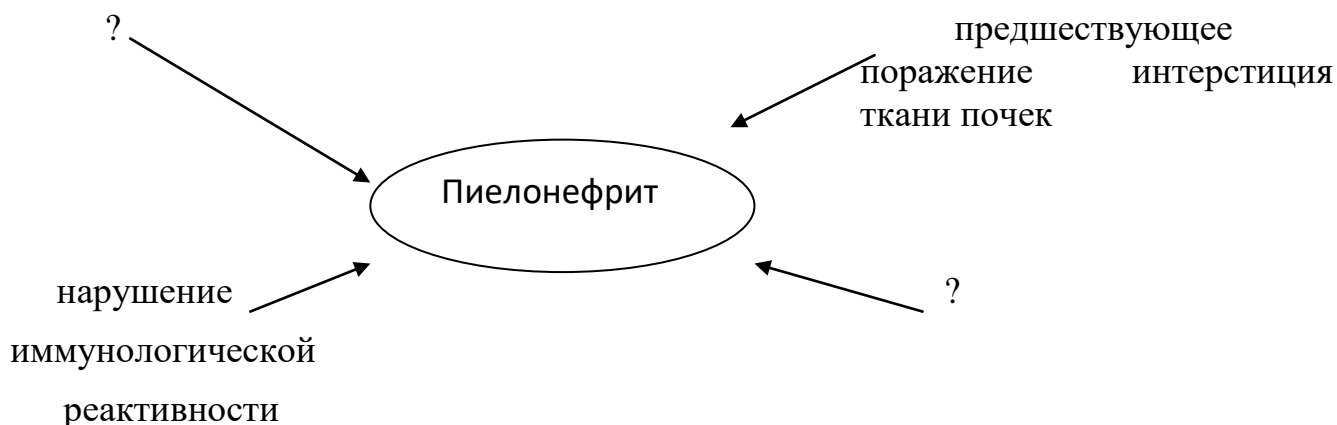 ?
предшествующее
поражение интерстиция
ткани почек
Пиелонефрит
нарушение
иммунологической
реактивности
?